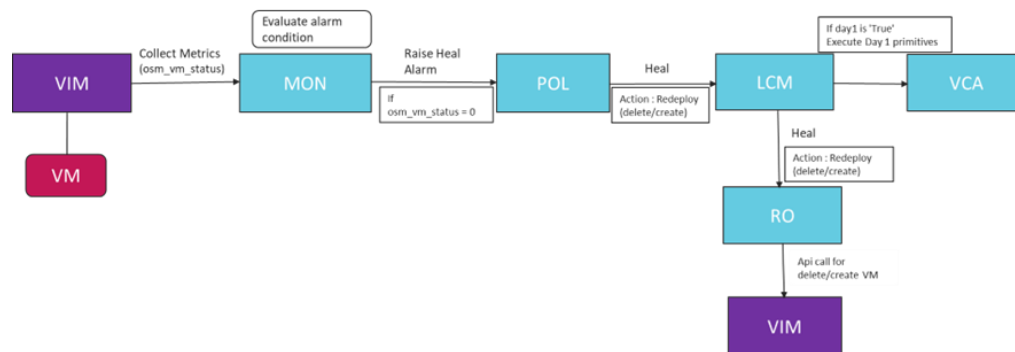 Evaluate alarm
condition
Collect Metrics
(osm_vm_status)
VIM
MON
Raise Heal
Alarm
If
osm_vm_status = 0
POL
Heal
Action : Redeploy
(delete/create)
LCM
If day1 is 'True'
Execute Day 1 primitives
VCA
VM
Heal
Action : Redeploy
(delete/create)
RO
Api call for
delete/create VM
VIM